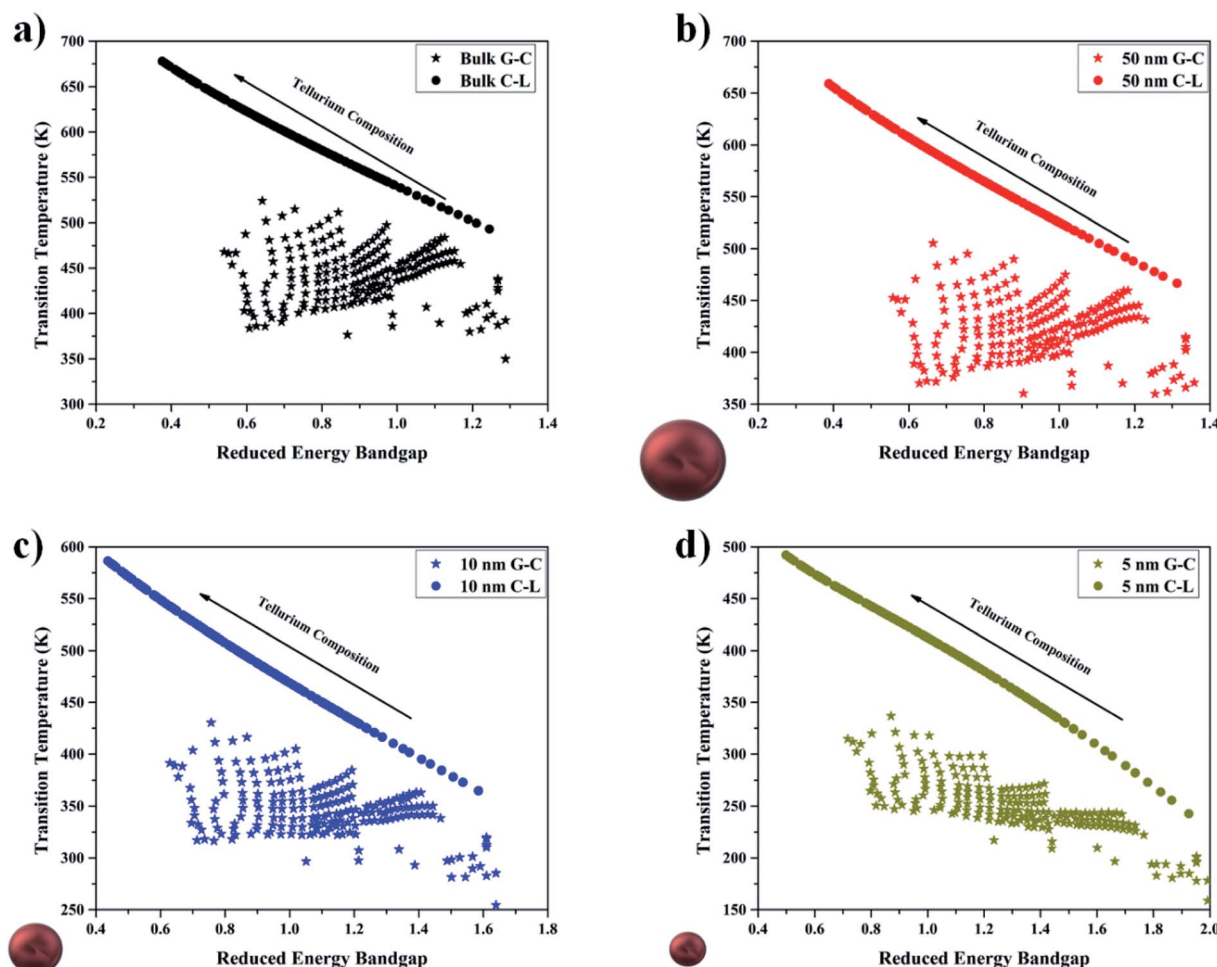 a)
700
650
600
550
500
450
400
350
300
Transition Temperature (K)
Bulk G-C
Bulk C-L
Tellurium Composition
0.2 0.4 0.6 0.8 1.0 1.2 1.4
Reduced Energy Bandgap
b)
700
650
600
550
500
450
400
350
Transition Temperature (K)
50 nm G-C
50 nm C-L
Tellurium Composition
0.2 0.4 0.6 0.8 1.0 1.2 1.4
Reduced Energy Bandgap
c)
600
550
500
450
400
350
300
250
Transition Temperature (K)
10 nm G-C
10 nm C-L
Tellurium Composition
0.4 0.6 0.8 1.0 1.2 1.4 1.6 1.8
Reduced Energy Bandgap
d)
500
450
400
350
300
250
200
150
Transition Temperature (K)
5 nm G-C
5 nm C-L
Tellurium Composition
0.4 0.6 0.8 1.0 1.2 1.4 1.6 1.8 2.0
Reduced Energy Bandgap